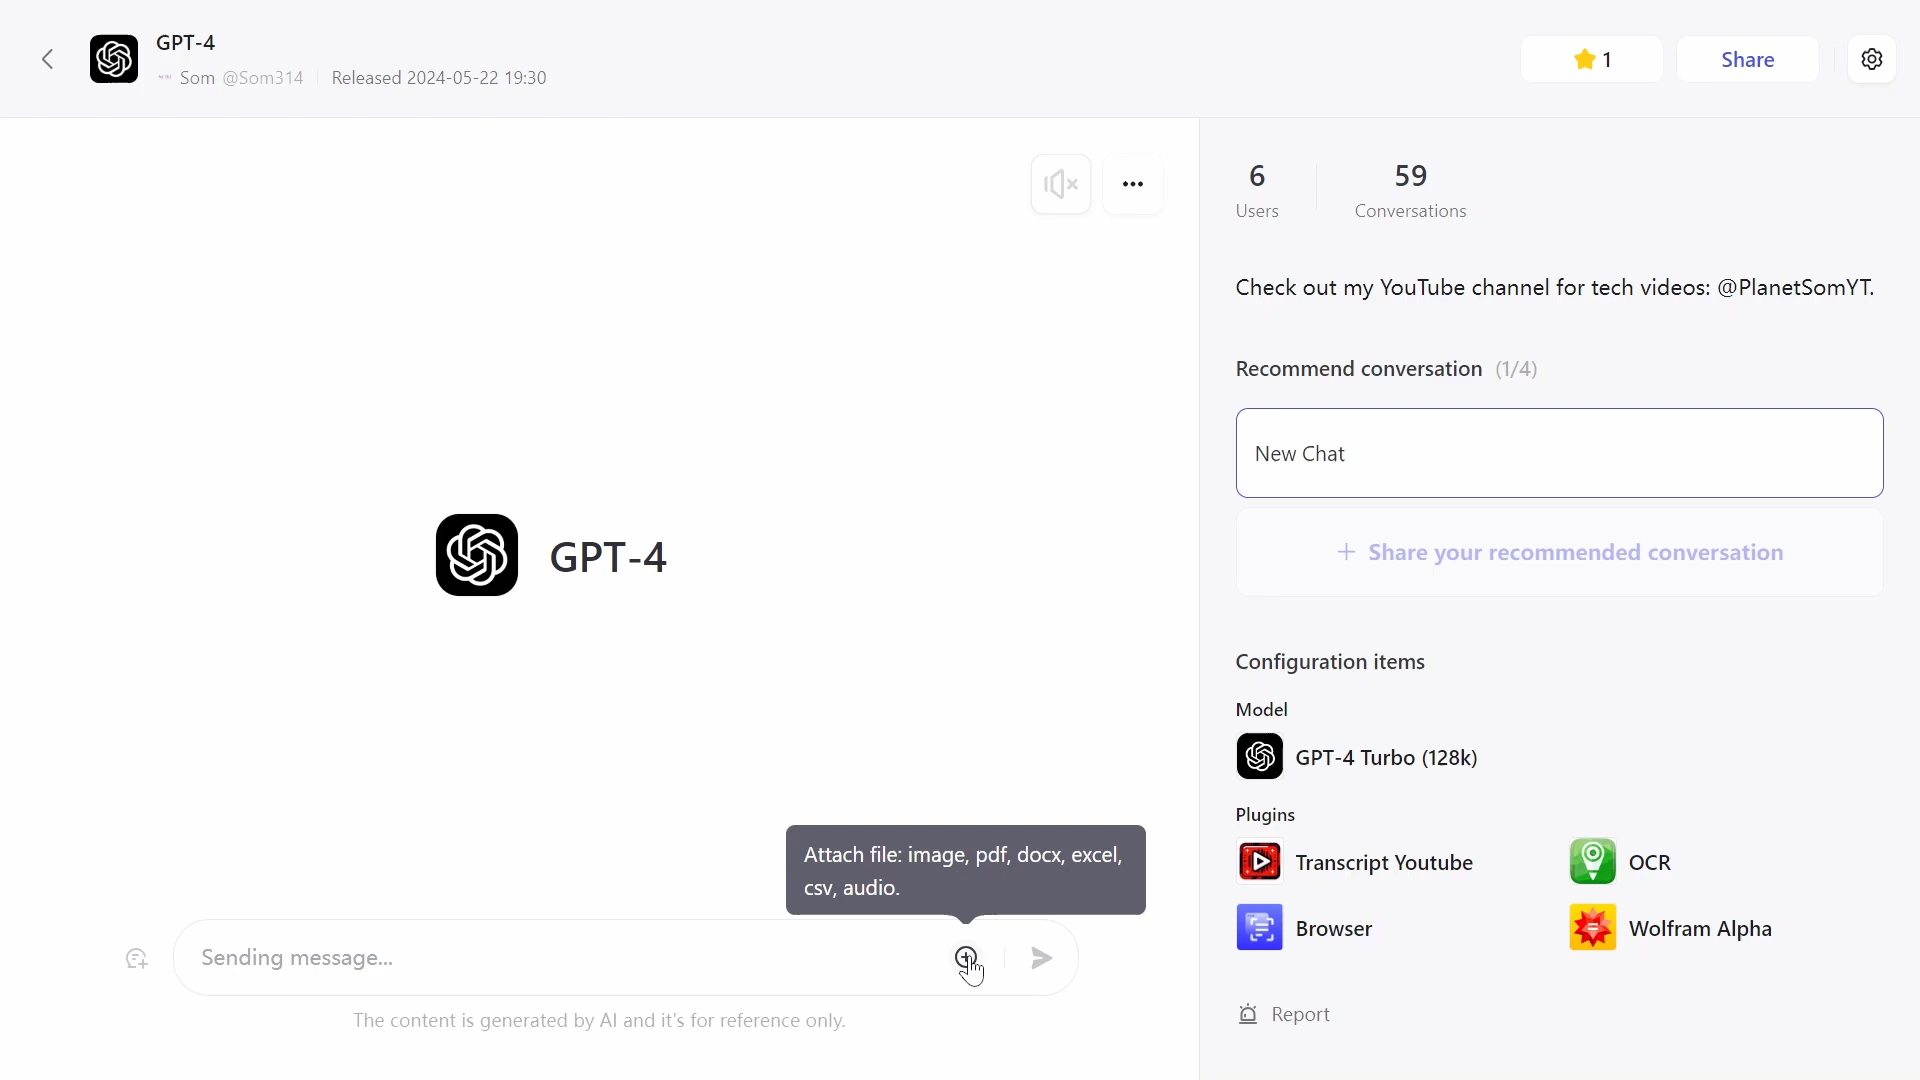 GPT-4
Som @Som314
Released 2024-05-22 19:30
1
Share
6
Users
59
Conversations
Check out my YouTube channel for tech videos: @PlanetSomYT.
Recommend conversation (1/4)
New Chat
+ Share your recommended conversation
GPT-4
Configuration items
Model
GPT-4 Turbo (128k)
Plugins
Transcript Youtube
OCR
Browser
Wolfram Alpha
Report
Attach file: image, pdf, docx, excel,
csv, audio.
Sending message...
The content is generated by AI and it's for reference only.